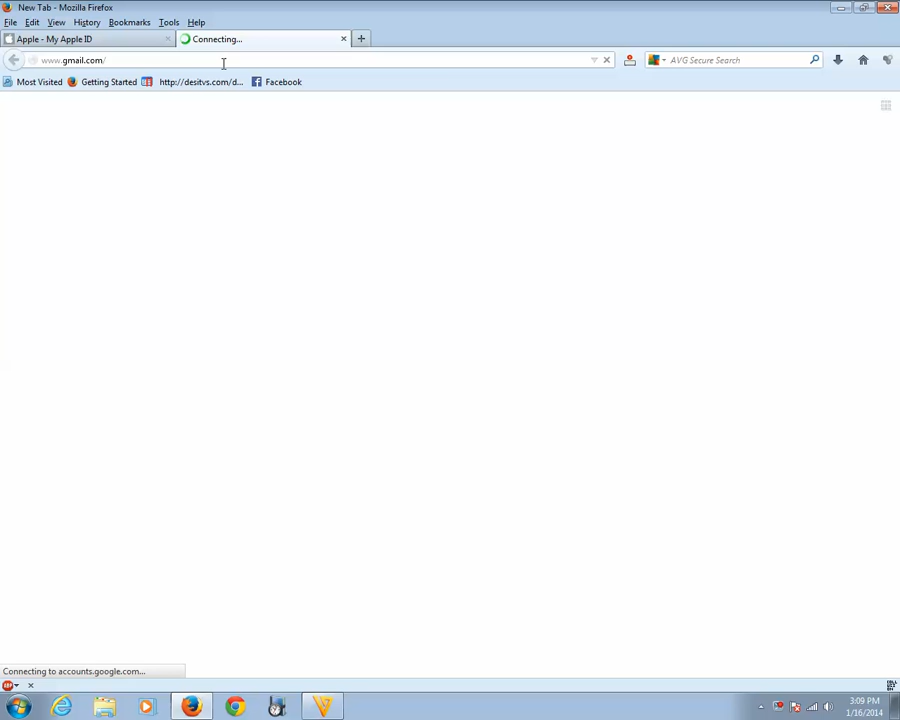 New Tab - Mozilla Firefox
File Edit View History Bookmarks Tools Help
Apple - My Apple ID
Connecting...
www.gmail.com/
AVG Secure Search
Most Visited
Getting Started
http://desitvs.com/d...
Facebook
Connecting to accounts.google.com...
3:09 PM
1/16/2014